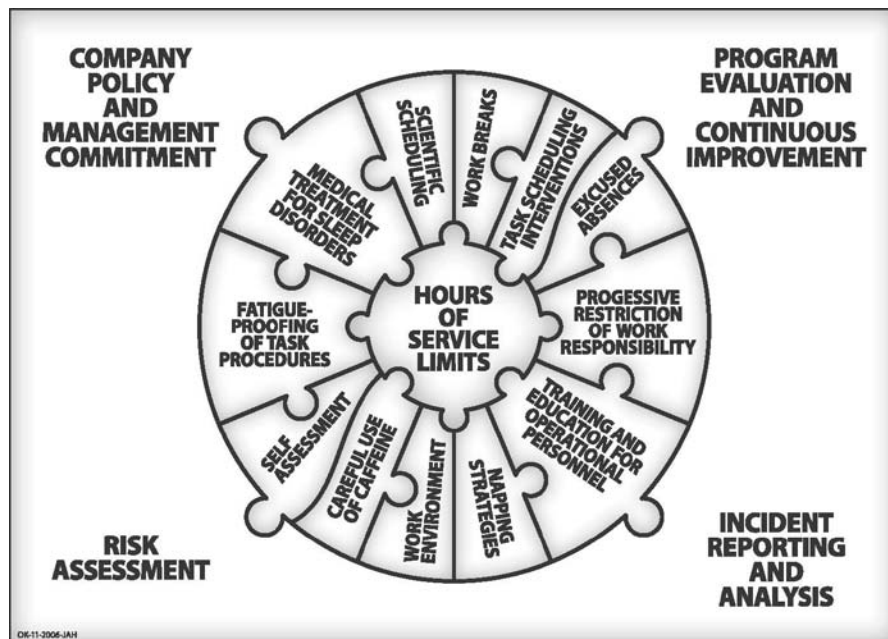 COMPANY
POLICY
AND
MANAGEMENT
COMMITMENT
PROGRAM
EVALUATION
AND
CONTINUOUS
IMPROVEMENT
SCIENTIFIC
SCHEDULING
WORK BREAKS
TASK SCHEDULING
INTERVENTIONS
EXCUSED
ABSENCES
MEDICAL
TREATMENT
FOR SLEEP
DISORDERS
HOURS
OF
SERVICE
LIMITS
PROGESSIVE
RESTRICTION
OF WORK
RESPONSIBILITY
FATIGUE-
PROOFING
OF TASK
PROCEDURES
TRAINING AND
EDUCATION FOR
OPERATIONAL
PERSONNEL
SELF
ASSESSMENT
CAREFUL USE
OF CAFFEINE
WORK
ENVIRONMENT
NAPPING
STRATEGIES
RISK
ASSESSMENT
INCIDENT
REPORTING
AND
ANALYSIS
OK-11-2006-JAH